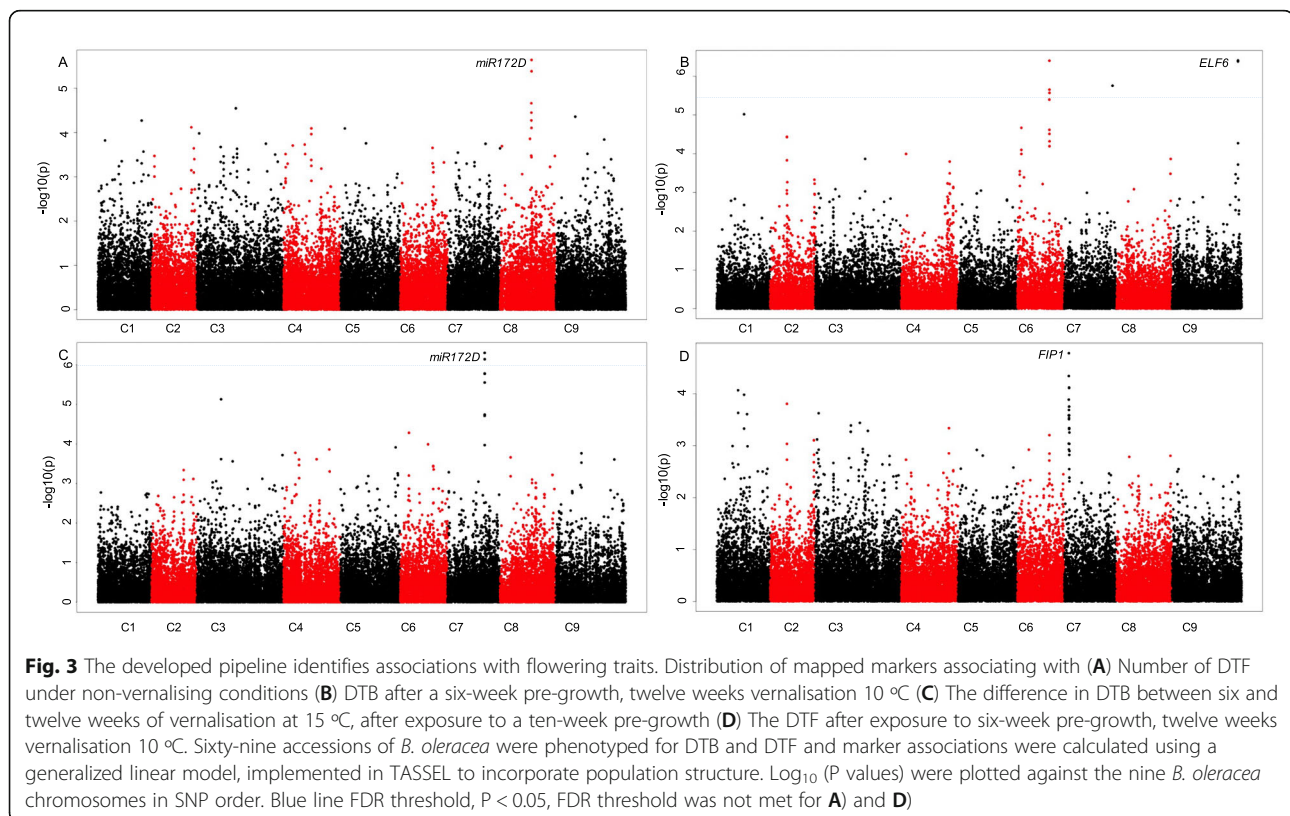 A
miR172D
-log10(p)
5
4
3
2
1
0
C1 C2 C3 C4 C5 C6 C7 C8 C9
B
ELF6
-log10(p)
6
5
4
3
2
1
0
C1 C2 C3 C4 C5 C6 C7 C8 C9
C
miR172D
-log10(p)
6
5
4
3
2
1
0
C1 C2 C3 C4 C5 C6 C7 C8 C9
D
FIP1
-log10(p)
4
3
2
1
0
C1 C2 C3 C4 C5 C6 C7 C8 C9
Fig. 3 The developed pipeline identifies associations with flowering traits. Distribution of mapped markers associating with (A) Number of DTF
under non-vernalising conditions (B) DTB after a six-week pre-growth, twelve weeks vernalisation 10 ºC (C) The difference in DTB between six and
twelve weeks of vernalisation at 15 ºC, after exposure to a ten-week pre-growth (D) The DTF after exposure to six-week pre-growth, twelve weeks
vernalisation 10 ºC. Sixty-nine accessions of B. oleracea were phenotyped for DTB and DTF and marker associations were calculated using a
generalized linear model, implemented in TASSEL to incorporate population structure. Log10 (P values) were plotted against the nine B. oleracea
chromosomes in SNP order. Blue line FDR threshold, P < 0.05, FDR threshold was not met for A) and D)